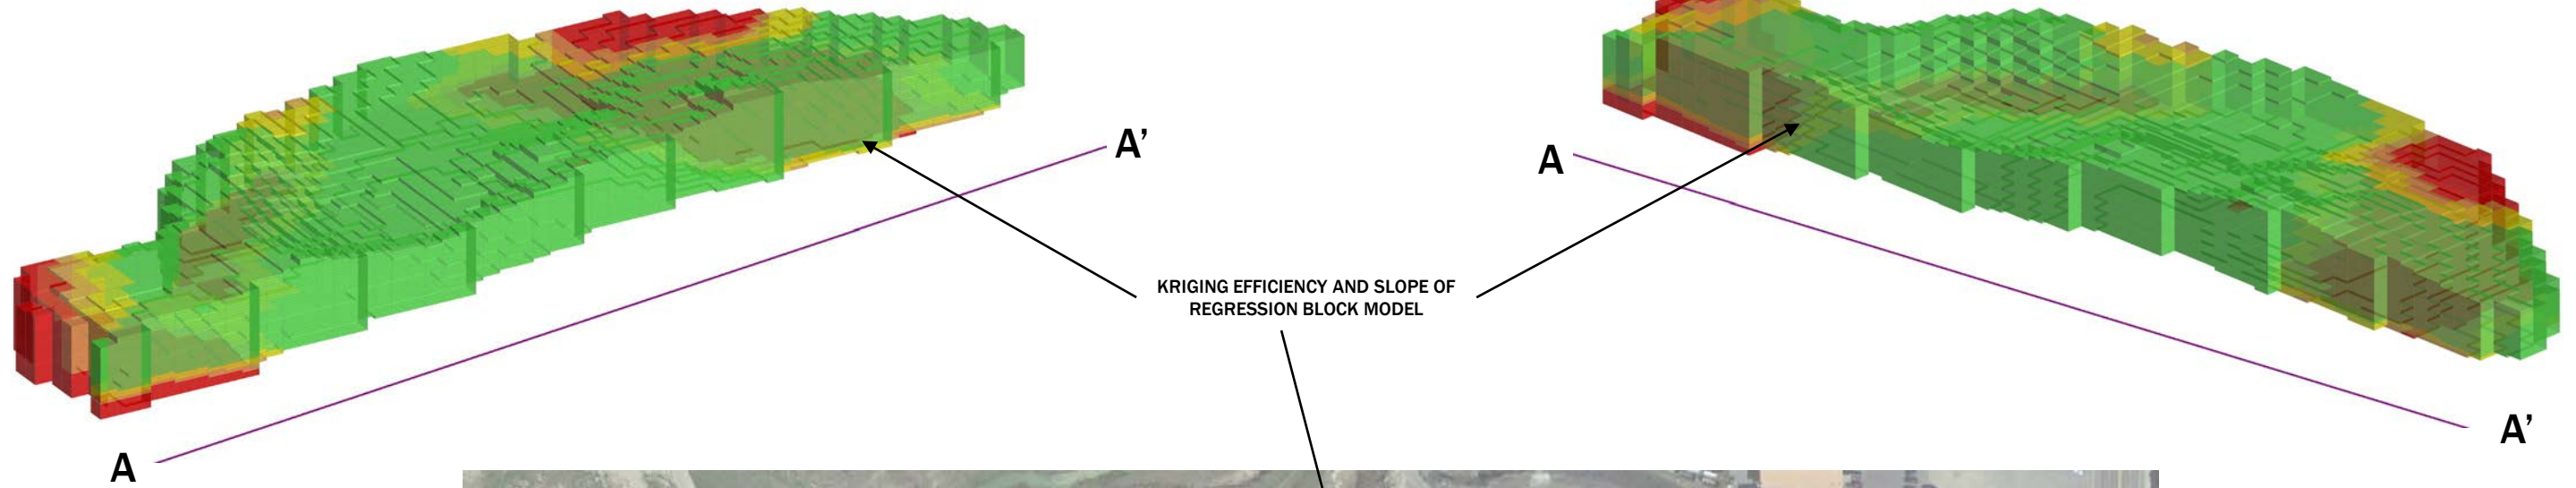 A’
A
KRIGING EFFICIENCY AND SLOPE OF
REGRESSION BLOCK MODEL
A
A’